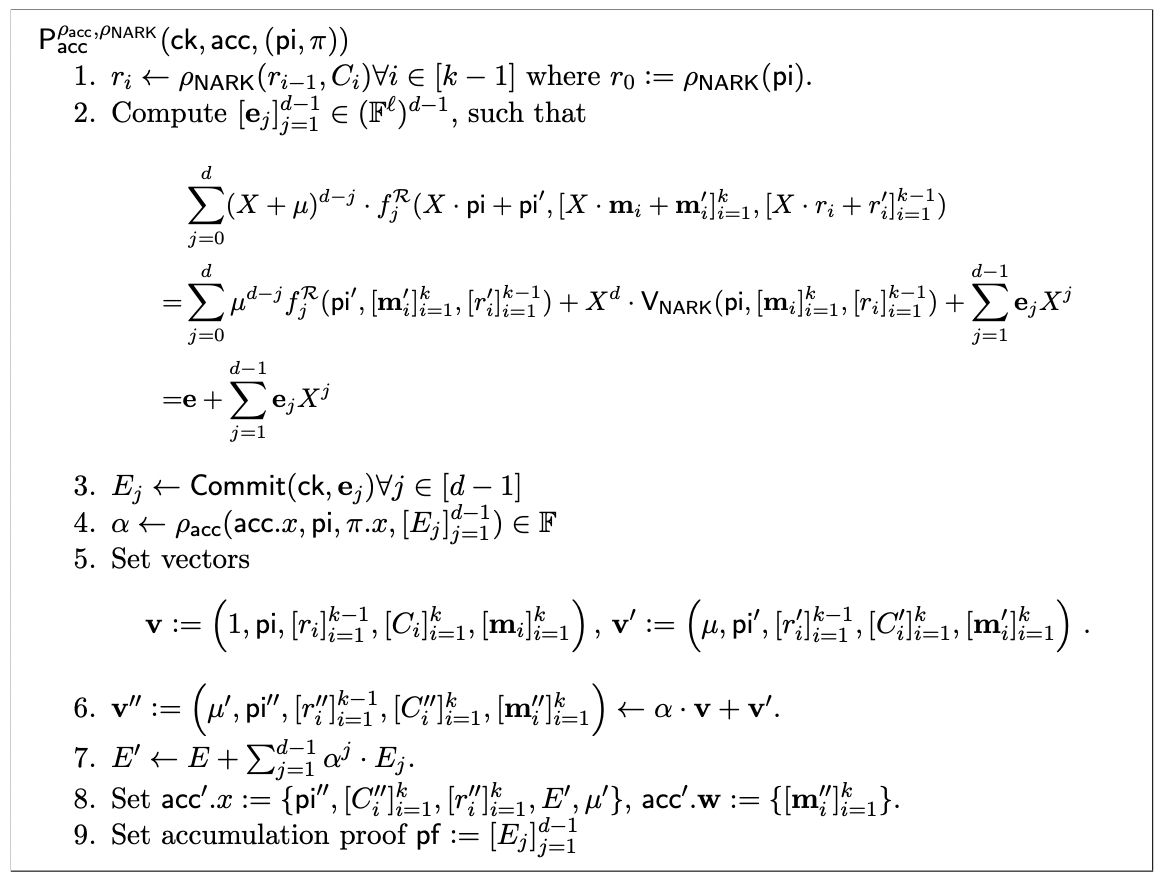 P_acc^{ρ_acc,ρ_NARK}(ck, acc, (pi, π))
1. r_i ← ρ_NARK(r_{i−1}, C_i)∀i ∈ [k − 1] where r_0 := ρ_NARK(pi).
2. Compute [𝐞_j]_{j=1}^{d−1} ∈ (𝔽^ℓ)^{d−1}, such that
∑_{j=0}^{d} (X + μ)^{d−j} · f_j^ℛ(X · pi + pi′, [X · 𝐦_i + 𝐦′_i]_{i=1}^{k}, [X · r_i + r′_i]_{i=1}^{k−1})
= ∑_{j=0}^{d} μ^{d−j} f_j^ℛ(pi′, [𝐦′_i]_{i=1}^{k}, [r′_i]_{i=1}^{k−1}) + X^d · V_NARK(pi, [𝐦_i]_{i=1}^{k}, [r_i]_{i=1}^{k−1}) + ∑_{j=1}^{d−1} 𝐞_j X^j
= 𝐞 + ∑_{j=1}^{d−1} 𝐞_j X^j
3. E_j ← Commit(ck, 𝐞_j)∀j ∈ [d − 1]
4. α ← ρ_acc(acc.x, pi, π.x, [E_j]_{j=1}^{d−1}) ∈ 𝔽
5. Set vectors
𝐯 := (1, pi, [r_i]_{i=1}^{k−1}, [C_i]_{i=1}^{k}, [𝐦_i]_{i=1}^{k}) , 𝐯′ := (μ, pi′, [r′_i]_{i=1}^{k−1}, [C′_i]_{i=1}^{k}, [𝐦′_i]_{i=1}^{k}) .
6. 𝐯″ := (μ′, pi″, [r″_i]_{i=1}^{k−1}, [C″_i]_{i=1}^{k}, [𝐦″_i]_{i=1}^{k}) ← α · 𝐯 + 𝐯′.
7. E′ ← E + ∑_{j=1}^{d−1} α^j · E_j.
8. Set acc′.x := {pi″, [C″_i]_{i=1}^{k}, [r″_i]_{i=1}^{k}, E′, μ′}, acc′.𝐰 := {[𝐦″_i]_{i=1}^{k}}.
9. Set accumulation proof pf := [E_j]_{j=1}^{d−1}